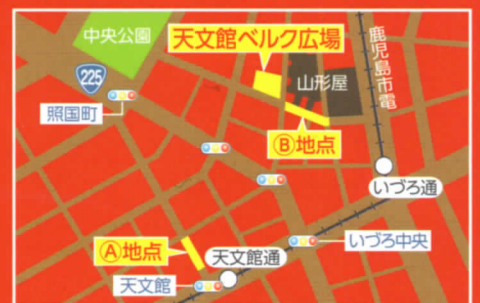 中央公園
天文館ベルク広場
鹿児島市電
225
山形屋
照国町
Ⓑ地点
いづろ通
Ⓐ地点
天文館通
いづろ中央
天文館